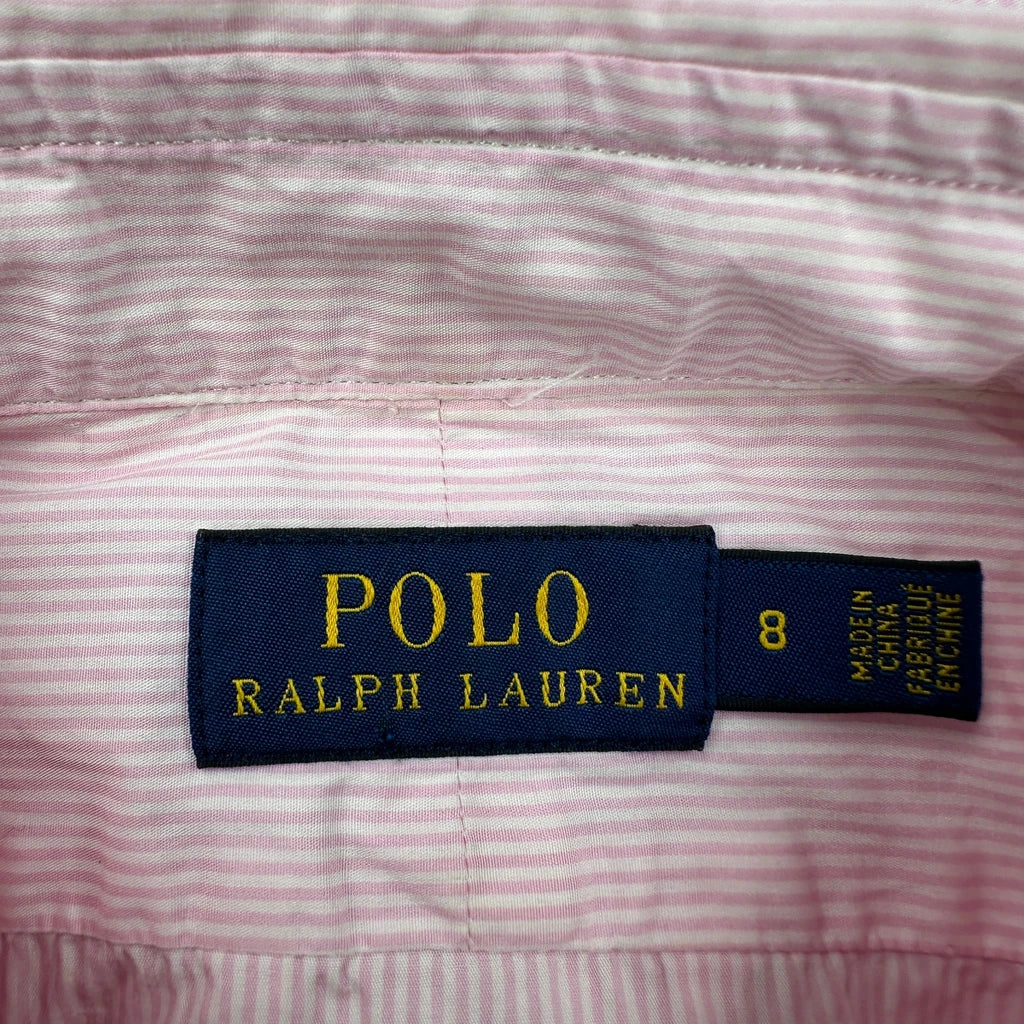 POLO
RALPH LAUREN
8
MADE IN
CHINA
FABRIQUÉ
EN CHINE